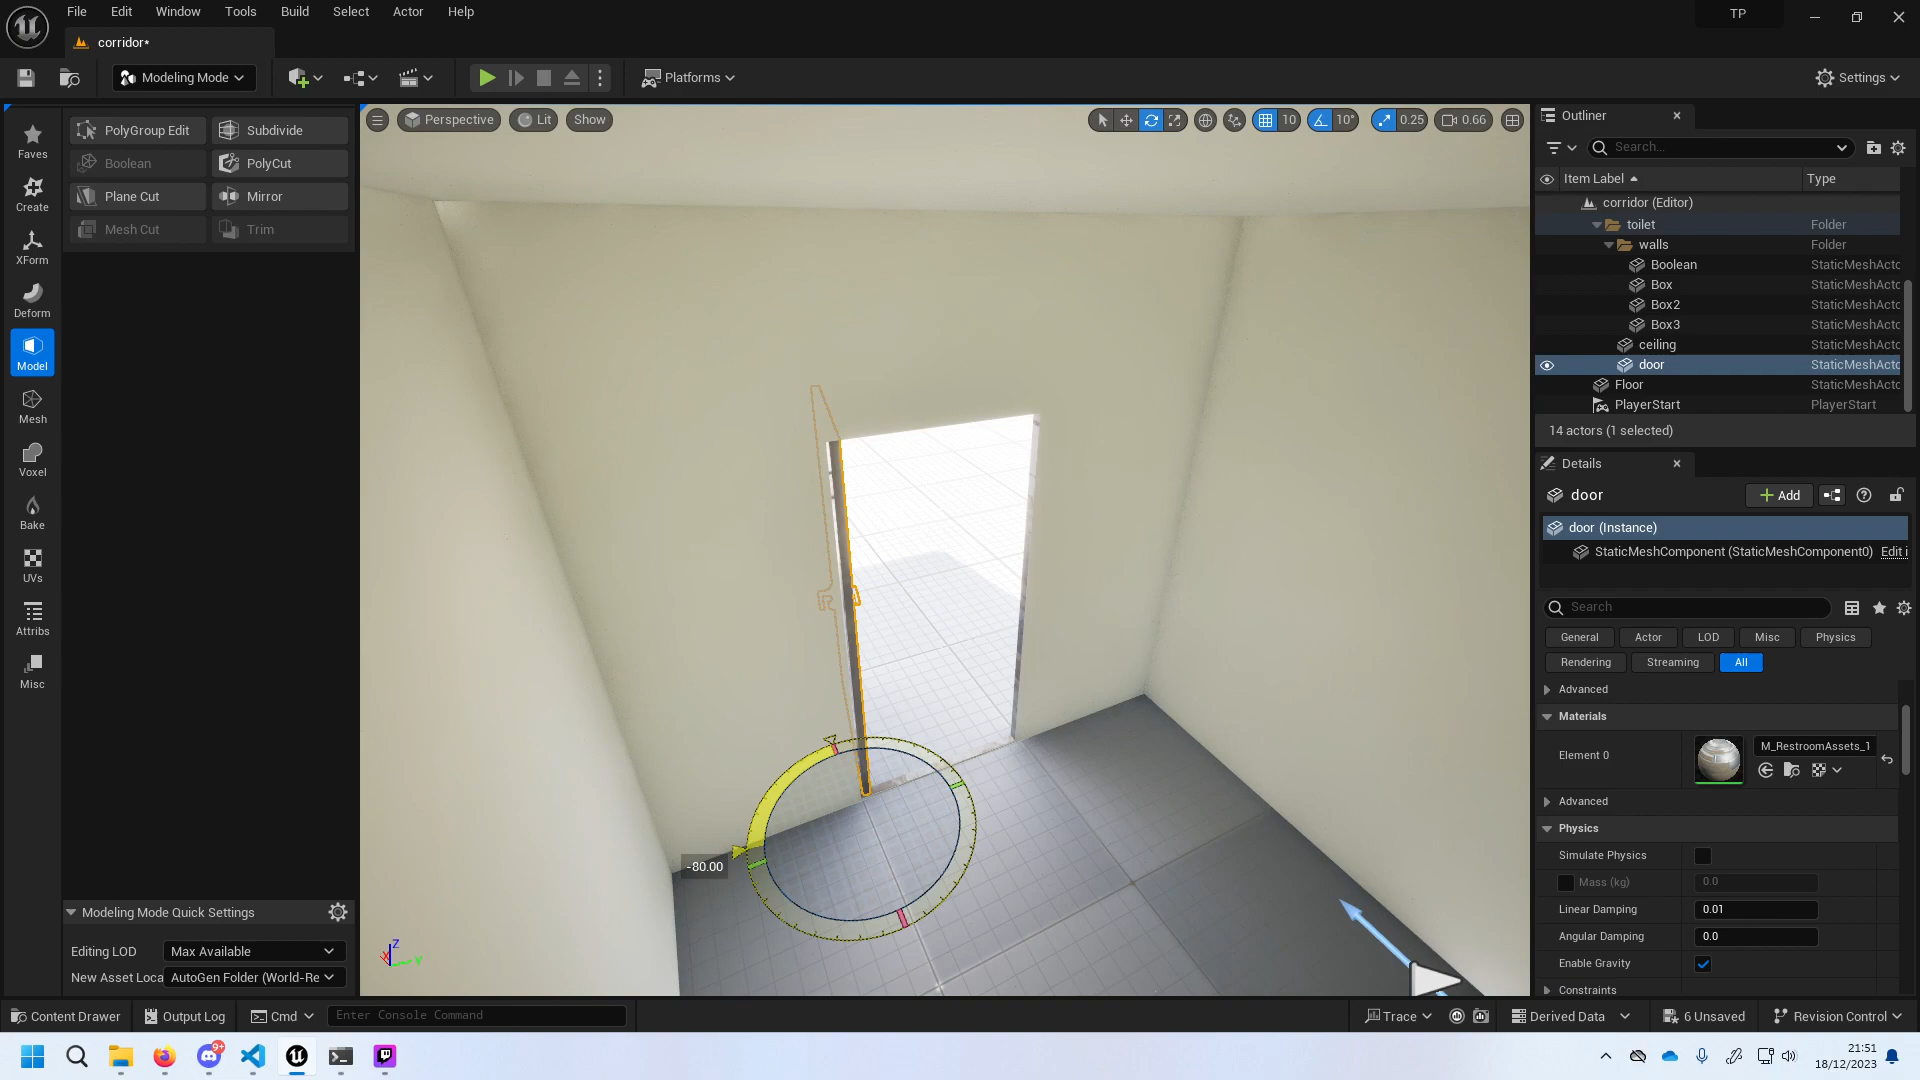 File Edit Window Tools Build Select Actor Help
TP
corridor*
Modeling Mode
Platforms
Settings
Faves
Create
XForm
Deform
Model
Mesh
Voxel
Bake
UVs
Attribs
Misc
PolyGroup Edit Subdivide
Boolean PolyCut
Plane Cut Mirror
Mesh Cut Trim
Modeling Mode Quick Settings
Editing LOD Max Available
New Asset Loca AutoGen Folder (World-Re
Perspective Lit Show
10 10° 0.25 0.66
-80.00
Z
X
Y
Outliner
Search...
Item Label Type
corridor (Editor)
toilet Folder
walls Folder
Boolean StaticMeshActo
Box StaticMeshActo
Box2 StaticMeshActo
Box3 StaticMeshActo
ceiling StaticMeshActo
door StaticMeshActo
Floor StaticMeshActo
PlayerStart PlayerStart
14 actors (1 selected)
Details
door
Add
door (Instance)
StaticMeshComponent (StaticMeshComponent0) Edit i
Search
General Actor LOD Misc Physics
Rendering Streaming All
Advanced
Materials
Element 0 M_RestroomAssets_1
Advanced
Physics
Simulate Physics
Mass (kg) 0.0
Linear Damping 0.01
Angular Damping 0.0
Enable Gravity
Constraints
Content Drawer Output Log Cmd Enter Console Command
Trace Derived Data 6 Unsaved Revision Control
9+
21:51
18/12/2023